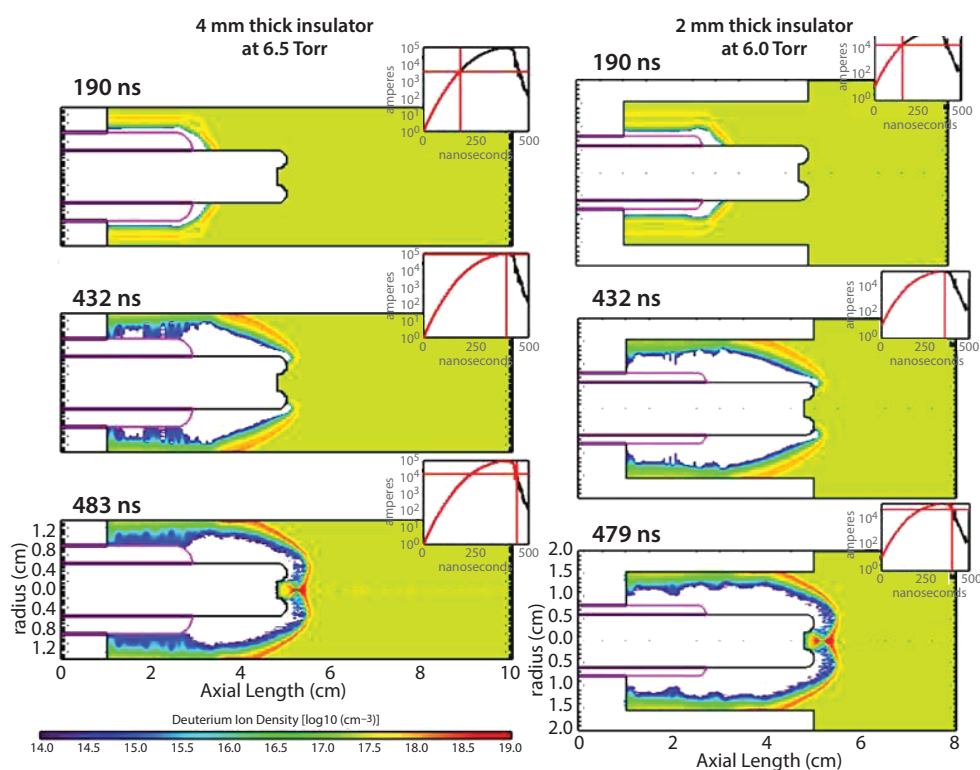 4 mm thick insulator
at 6.5 Torr
190 ns
10⁵
10⁴
10³
10²
10¹
10⁰
amperes
0 250 500
nanoseconds
432 ns
10⁵
10⁴
10³
10²
10¹
10⁰
amperes
0 250 500
nanoseconds
483 ns
10⁵
10⁴
10³
10²
10¹
10⁰
amperes
0 250 500
nanoseconds
1.2
0.8
0.4
0.0
0.4
0.8
1.2
radius (cm)
0 2 4 6 8 10
Axial Length (cm)
Deuterium Ion Density [log10 (cm⁻³)]
14.0 14.5 15.0 15.5 16.0 16.5 17.0 17.5 18.0 18.5 19.0
2 mm thick insulator
at 6.0 Torr
190 ns
10⁴
10²
10⁰
amperes
0 250 500
nanoseconds
432 ns
10⁴
10²
10⁰
amperes
0 250 500
nanoseconds
479 ns
10⁴
10²
10⁰
amperes
0 250 500
nanoseconds
2.0
1.5
1.0
0.5
0.0
0.5
1.0
1.5
2.0
radius (cm)
0 2 4 6 8
Axial Length (cm)